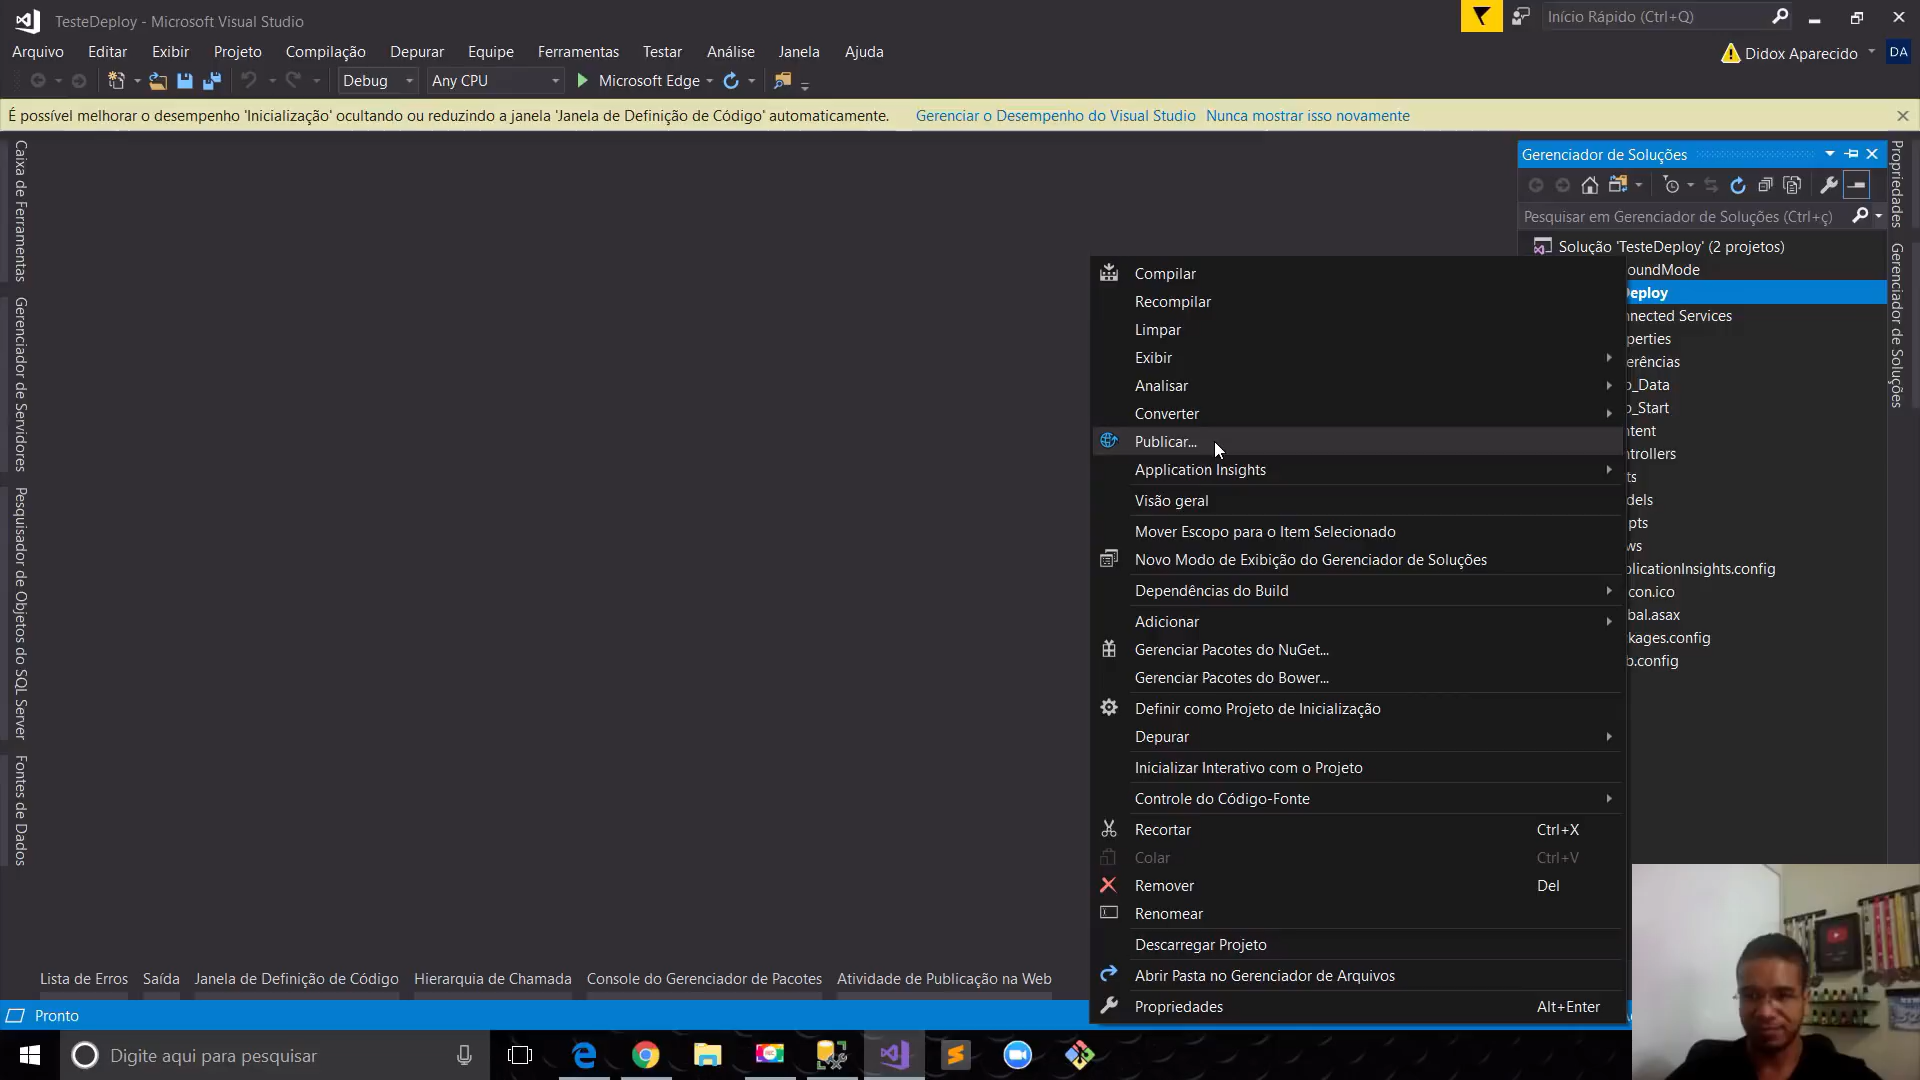 TesteDeploy - Microsoft Visual Studio
Início Rápido (Ctrl+Q)
Arquivo Editar Exibir Projeto Compilação Depurar Equipe Ferramentas Testar Análise Janela Ajuda
Didox Aparecido DA
Debug Any CPU Microsoft Edge
É possível melhorar o desempenho 'Inicialização' ocultando ou reduzindo a janela 'Janela de Definição de Código' automaticamente. Gerenciar o Desempenho do Visual Studio Nunca mostrar isso novamente
Caixa de Ferramentas
Gerenciador de Servidores
Pesquisador de Objetos do SQL Server
Fontes de Dados
Gerenciador de Soluções
Pesquisar em Gerenciador de Soluções (Ctrl+ç)
Solução 'TesteDeploy' (2 projetos)
oundMode
Deploy
nnected Services
perties
erências
p_Data
p_Start
ntent
ntrollers
ts
dels
pts
ws
plicationInsights.config
con.ico
bal.asax
kages.config
b.config
Propriedades
Gerenciador de Soluções
Compilar
Recompilar
Limpar
Exibir
Analisar
Converter
Publicar...
Application Insights
Visão geral
Mover Escopo para o Item Selecionado
Novo Modo de Exibição do Gerenciador de Soluções
Dependências do Build
Adicionar
Gerenciar Pacotes do NuGet...
Gerenciar Pacotes do Bower...
Definir como Projeto de Inicialização
Depurar
Inicializar Interativo com o Projeto
Controle do Código-Fonte
Recortar Ctrl+X
Colar Ctrl+V
Remover Del
Renomear
Descarregar Projeto
Abrir Pasta no Gerenciador de Arquivos
Propriedades Alt+Enter
Lista de Erros Saída Janela de Definição de Código Hierarquia de Chamada Console do Gerenciador de Pacotes Atividade de Publicação na Web
Pronto
Digite aqui para pesquisar